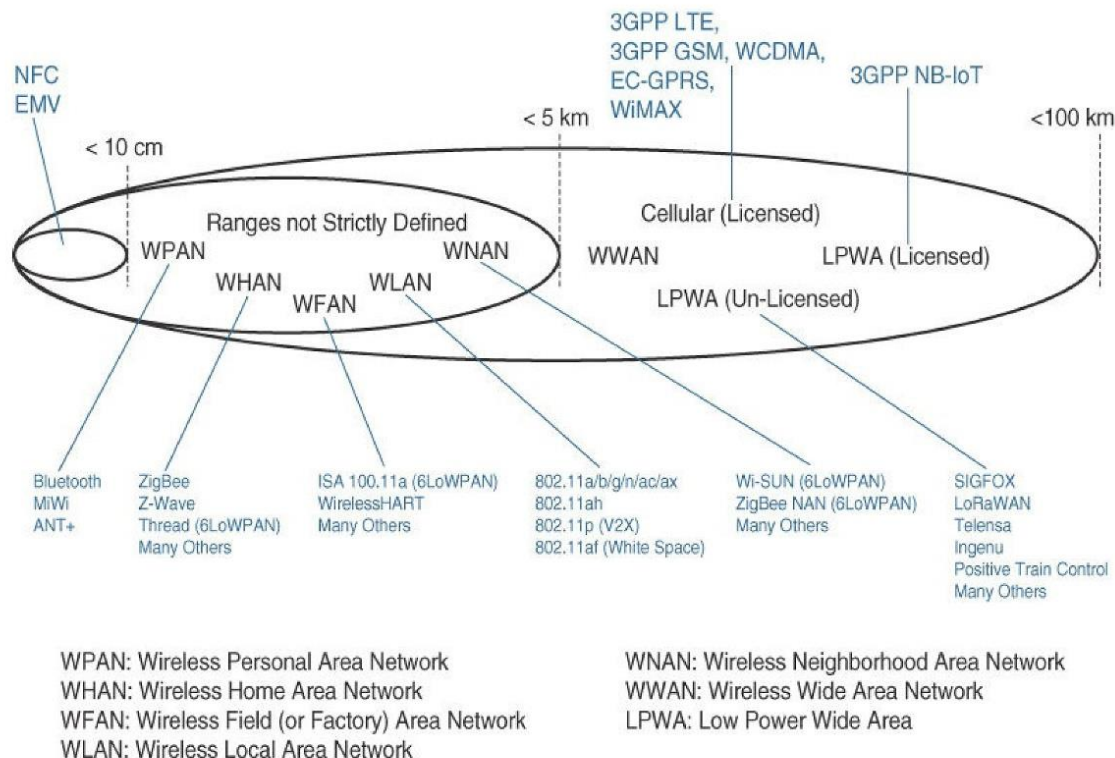 3GPP LTE,
3GPP GSM, WCDMA,
EC-GPRS,
WiMAX
3GPP NB-IoT
NFC
EMV
< 10 cm
< 5 km
<100 km
Ranges not Strictly Defined
Cellular (Licensed)
WPAN
WHAN
WFAN
WLAN
WNAN
WWAN
LPWA (Licensed)
LPWA (Un-Licensed)
Bluetooth
MiWi
ANT+
ZigBee
Z-Wave
Thread (6LoWPAN)
Many Others
ISA 100.11a (6LoWPAN)
WirelessHART
Many Others
802.11a/b/g/n/ac/ax
802.11ah
802.11p (V2X)
802.11af (White Space)
Wi-SUN (6LoWPAN)
ZigBee NAN (6LoWPAN)
Many Others
SIGFOX
LoRaWAN
Telensa
Ingenu
Positive Train Control
Many Others
WPAN: Wireless Personal Area Network
WHAN: Wireless Home Area Network
WFAN: Wireless Field (or Factory) Area Network
WLAN: Wireless Local Area Network
WNAN: Wireless Neighborhood Area Network
WWAN: Wireless Wide Area Network
LPWA: Low Power Wide Area